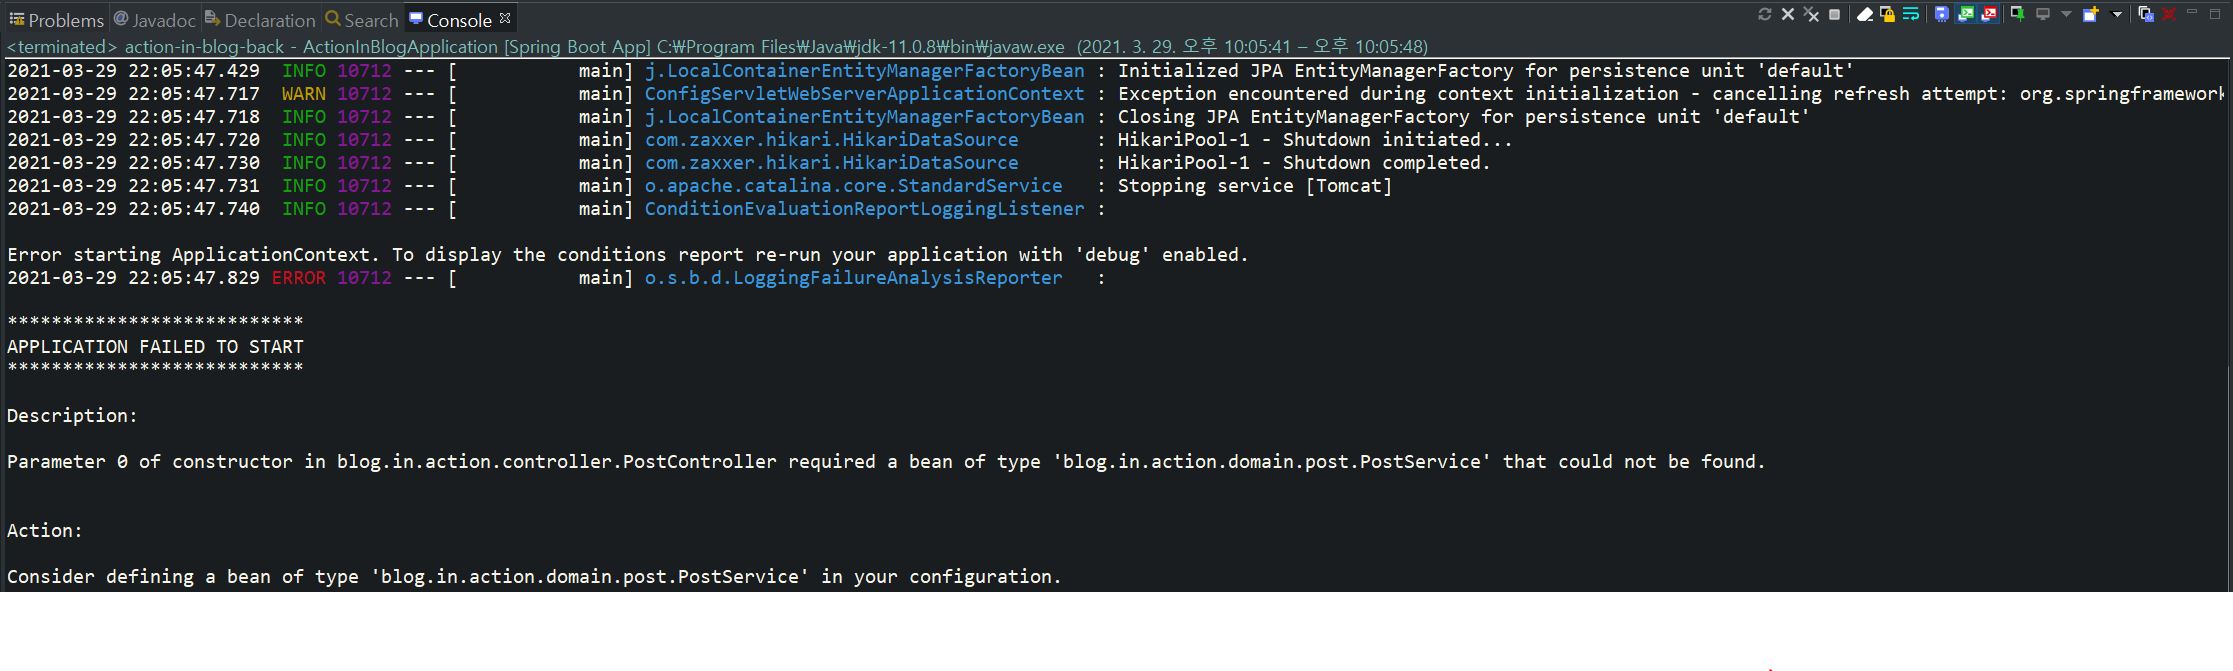 Problems @ Javadoc Declaration Search Console
<terminated> action-in-blog-back - ActionInBlogApplication [Spring Boot App] C:₩Program Files₩Java₩jdk-11.0.8₩bin₩javaw.exe  (2021. 3. 29. 오후 10:05:41 – 오후 10:05:48)
2021-03-29 22:05:47.429  INFO 10712 --- [           main] j.LocalContainerEntityManagerFactoryBean : Initialized JPA EntityManagerFactory for persistence unit 'default'
2021-03-29 22:05:47.717  WARN 10712 --- [           main] ConfigServletWebServerApplicationContext : Exception encountered during context initialization - cancelling refresh attempt: org.springframework
2021-03-29 22:05:47.718  INFO 10712 --- [           main] j.LocalContainerEntityManagerFactoryBean : Closing JPA EntityManagerFactory for persistence unit 'default'
2021-03-29 22:05:47.720  INFO 10712 --- [           main] com.zaxxer.hikari.HikariDataSource       : HikariPool-1 - Shutdown initiated...
2021-03-29 22:05:47.730  INFO 10712 --- [           main] com.zaxxer.hikari.HikariDataSource       : HikariPool-1 - Shutdown completed.
2021-03-29 22:05:47.731  INFO 10712 --- [           main] o.apache.catalina.core.StandardService   : Stopping service [Tomcat]
2021-03-29 22:05:47.740  INFO 10712 --- [           main] ConditionEvaluationReportLoggingListener :
Error starting ApplicationContext. To display the conditions report re-run your application with 'debug' enabled.
2021-03-29 22:05:47.829 ERROR 10712 --- [           main] o.s.b.d.LoggingFailureAnalysisReporter   :
***************************
APPLICATION FAILED TO START
***************************
Description:
Parameter 0 of constructor in blog.in.action.controller.PostController required a bean of type 'blog.in.action.domain.post.PostService' that could not be found.
Action:
Consider defining a bean of type 'blog.in.action.domain.post.PostService' in your configuration.